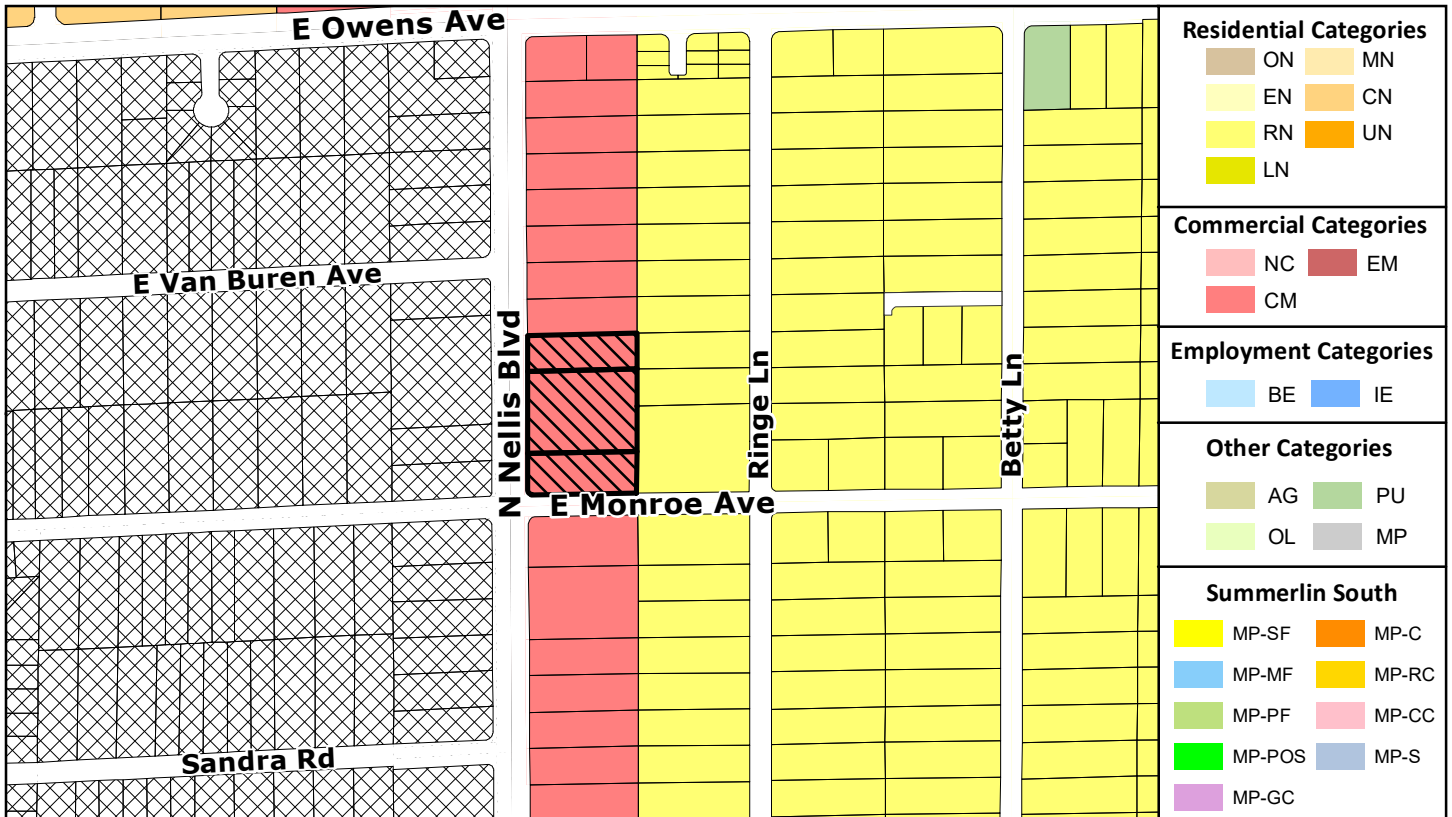 E Owens Ave
E Van Buren Ave
N Nellis Blvd
Ringe Ln
Betty Ln
E Monroe Ave
Sandra Rd
Residential Categories
ON MN
EN CN
RN UN
LN
Commercial Categories
NC EM
CM
Employment Categories
BE IE
Other Categories
AG PU
OL MP
Summerlin South
MP-SF MP-C
MP-MF MP-RC
MP-PF MP-CC
MP-POS MP-S
MP-GC